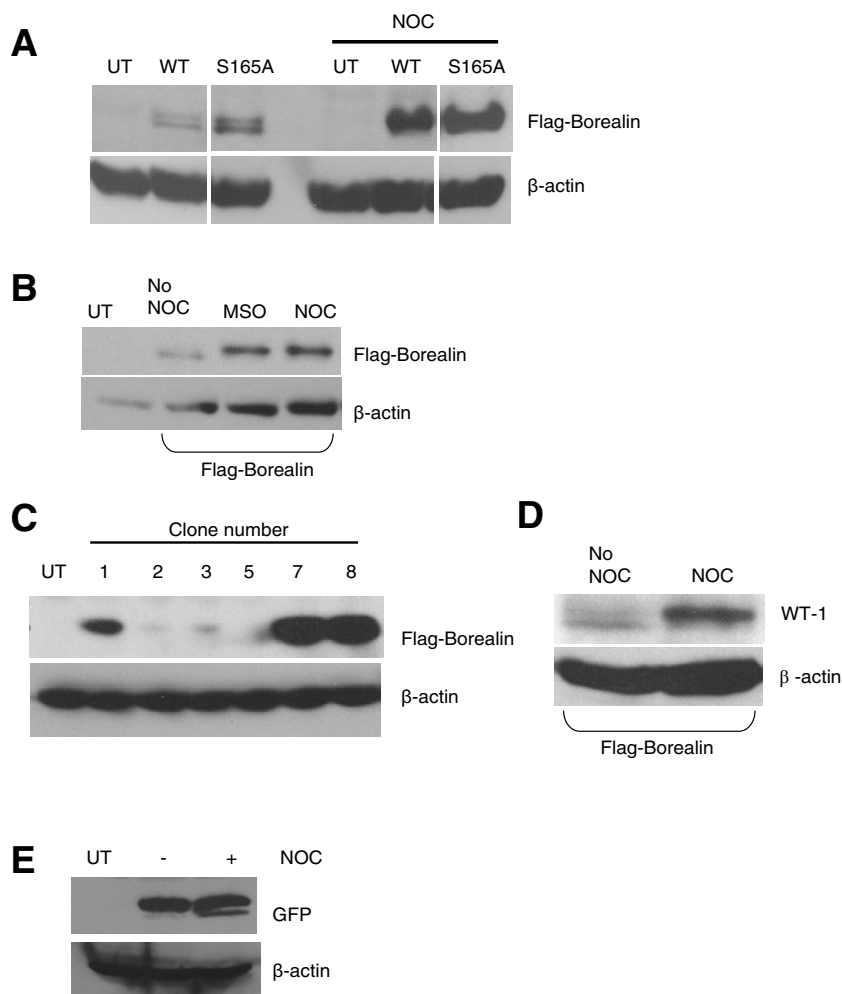 A
NOC
UT WT S165A UT WT S165A
Flag-Borealin
β-actin
B
UT No NOC MSO NOC
Flag-Borealin
β-actin
Flag-Borealin
C
Clone number
UT 1 2 3 5 7 8
Flag-Borealin
β-actin
D
No NOC NOC
WT-1
β -actin
Flag-Borealin
E
UT - + NOC
GFP
β-actin